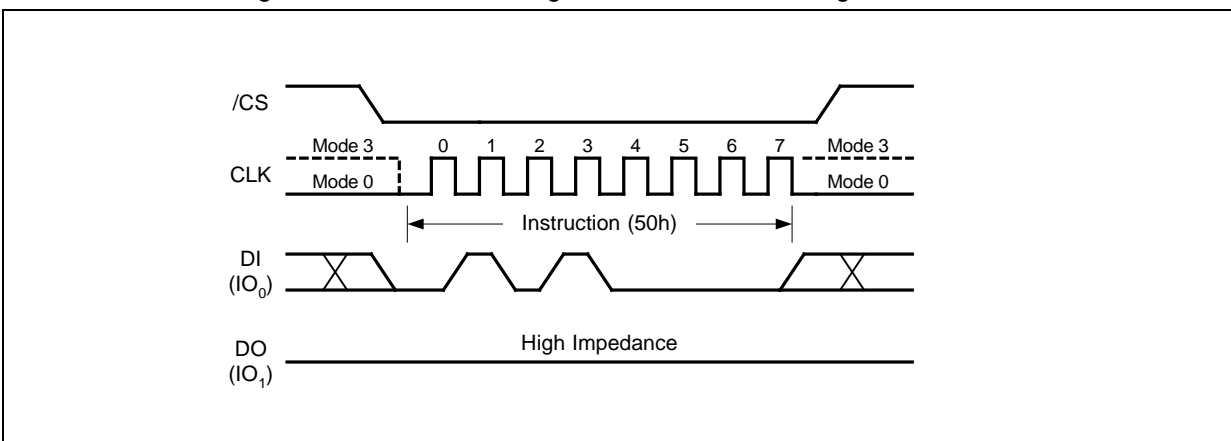 /CS
Mode 3 0 1 2 3 4 5 6 7 Mode 3
CLK
Mode 0 Mode 0
Instruction (50h)
DI
(IO0)
High Impedance
DO
(IO1)